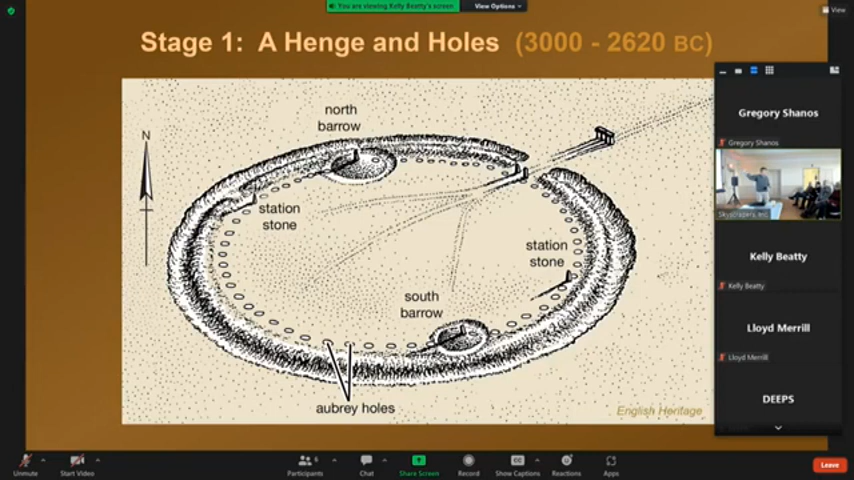 You are viewing Kelly Beatty's screen
View Options
View
Stage 1: A Henge and Holes (3000 - 2620 BC)
north
barrow
N
station
stone
station
stone
south
barrow
aubrey holes
English Heritage
Gregory Shanos
Gregory Shanos
Skyscrapers, Inc.
Kelly Beatty
Kelly Beatty
Lloyd Merrill
Lloyd Merrill
DEEPS
Unmute
Start Video
Participants
6
Chat
Share Screen
Record
Show Captions
Reactions
Apps
Leave